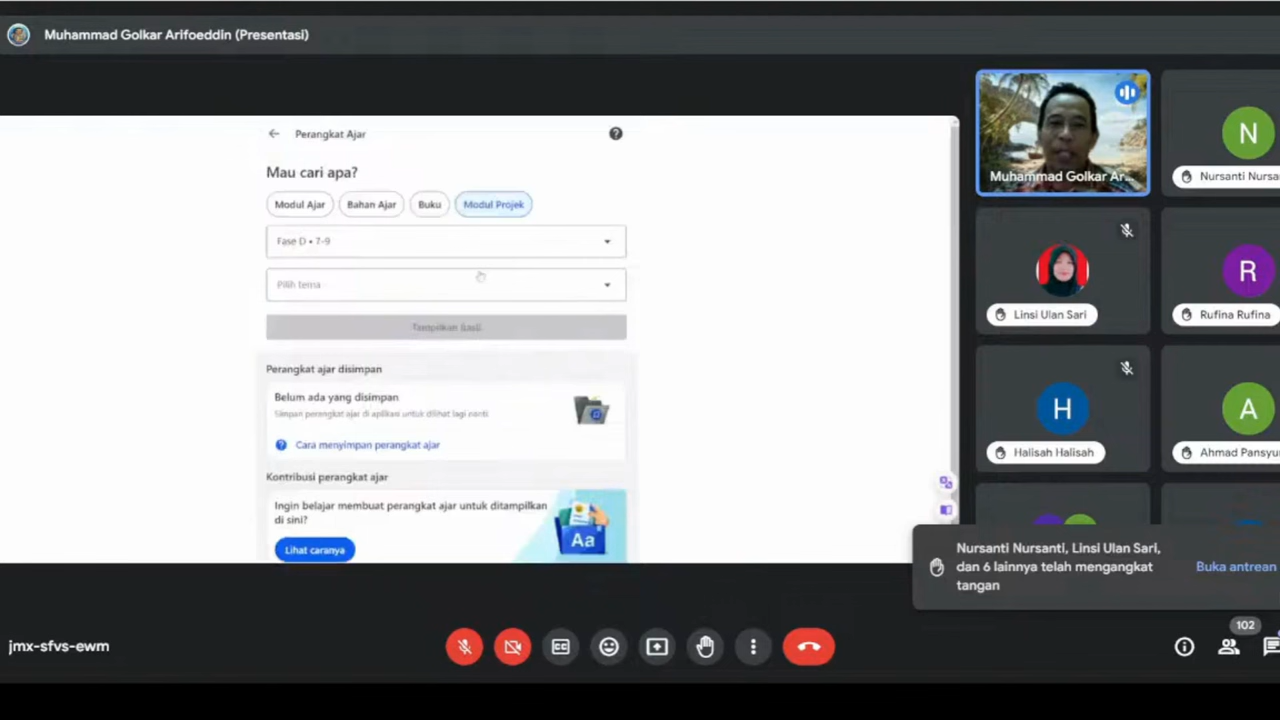 Muhammad Golkar Arifoeddin (Presentasi)
Perangkat Ajar
Mau cari apa?
Modul Ajar
Bahan Ajar
Buku
Modul Projek
Fase D • 7-9
Pilih tema
Tampilkan hasil
Perangkat ajar disimpan
Belum ada yang disimpan
Simpan perangkat ajar di aplikasi untuk dilihat lagi nanti
Cara menyimpan perangkat ajar
Kontribusi perangkat ajar
Ingin belajar membuat perangkat ajar untuk ditampilkan
di sini?
Lihat caranya
Aa
Muhammad Golkar Ar...
N
Nursanti Nursa
Linsi Ulan Sari
R
Rufina Rufina
H
Halisah Halisah
A
Ahmad Pansyu
Nursanti Nursanti, Linsi Ulan Sari,
dan 6 lainnya telah mengangkat
tangan
Buka antrean
jmx-sfvs-ewm
102